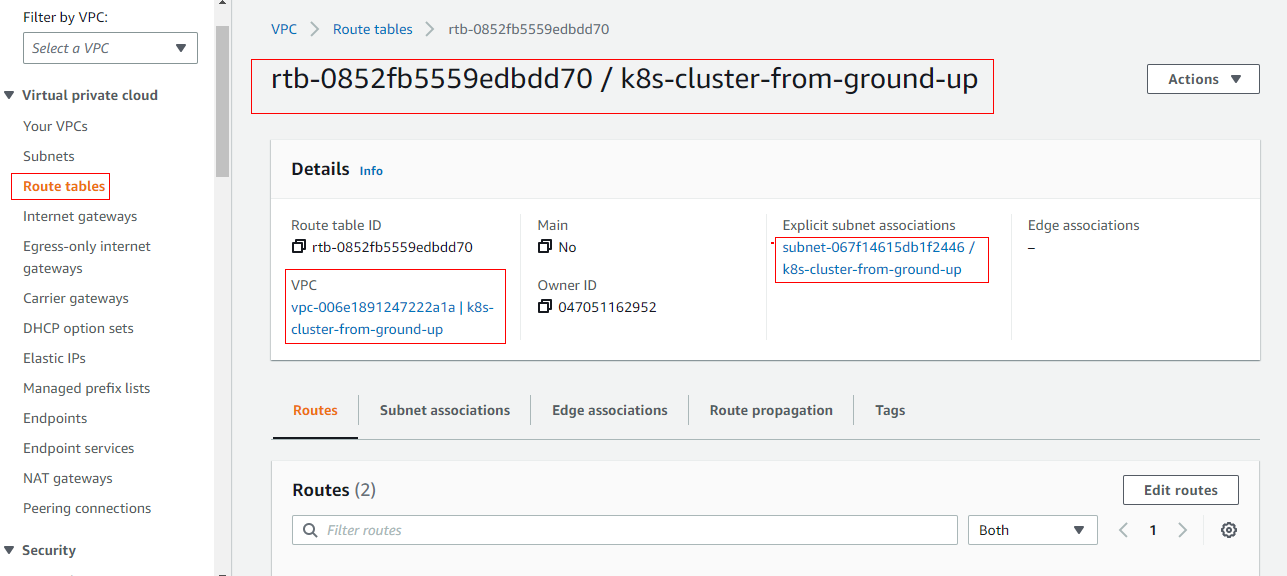 Filter by VPC:
Select a VPC
Virtual private cloud
Your VPCs
Subnets
Route tables
Internet gateways
Egress-only internet
gateways
Carrier gateways
DHCP option sets
Elastic IPs
Managed prefix lists
Endpoints
Endpoint services
NAT gateways
Peering connections
Security
VPC > Route tables > rtb-0852fb5559edbdd70
rtb-0852fb5559edbdd70 / k8s-cluster-from-ground-up
Actions
Details Info
Route table ID
rtb-0852fb5559edbdd70
VPC
vpc-006e1891247222a1a | k8s-
cluster-from-ground-up
Main
No
Owner ID
047051162952
Explicit subnet associations
subnet-067f14615db1f2446 /
k8s-cluster-from-ground-up
Edge associations
–
Routes Subnet associations Edge associations Route propagation Tags
Routes (2)
Edit routes
Filter routes
Both
1